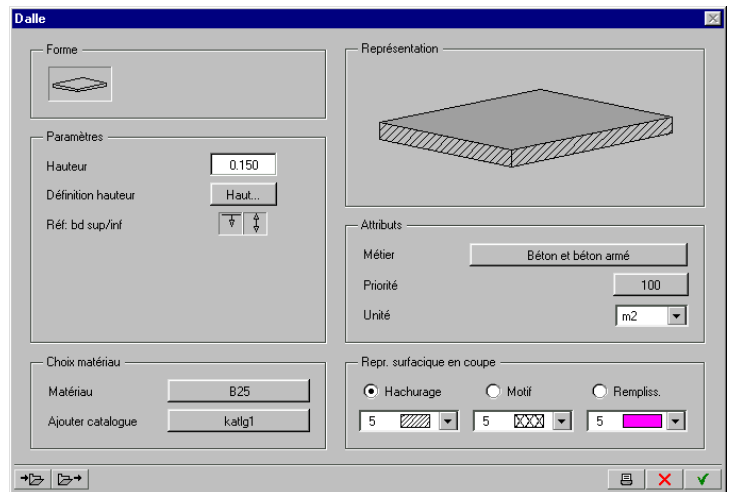 Dalle
Forme
Paramètres
Hauteur 0.150
Définition hauteur Haut...
Réf: bd sup/inf
Choix matériau
Matériau B25
Ajouter catalogue katlg1
Représentation
Attributs
Métier Béton et béton armé
Priorité 100
Unité m2
Repr. surfacique en coupe
Hachurage Motif Rempliss.
5 5 5